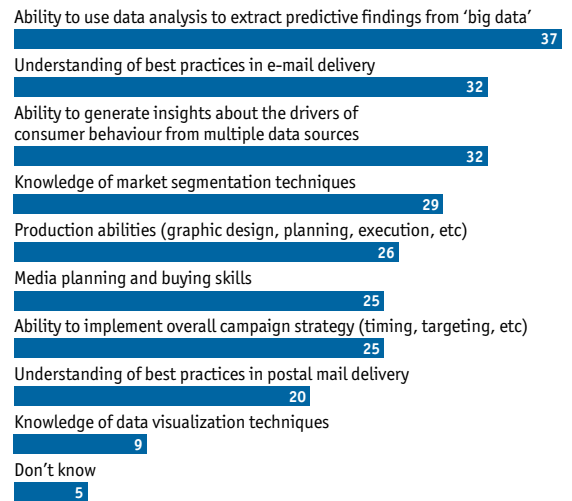 Ability to use data analysis to extract predictive findings from ‘big data’
37
Understanding of best practices in e-mail delivery
32
Ability to generate insights about the drivers of
consumer behaviour from multiple data sources
32
Knowledge of market segmentation techniques
29
Production abilities (graphic design, planning, execution, etc)
26
Media planning and buying skills
25
Ability to implement overall campaign strategy (timing, targeting, etc)
25
Understanding of best practices in postal mail delivery
20
Knowledge of data visualization techniques
9
Don’t know
5